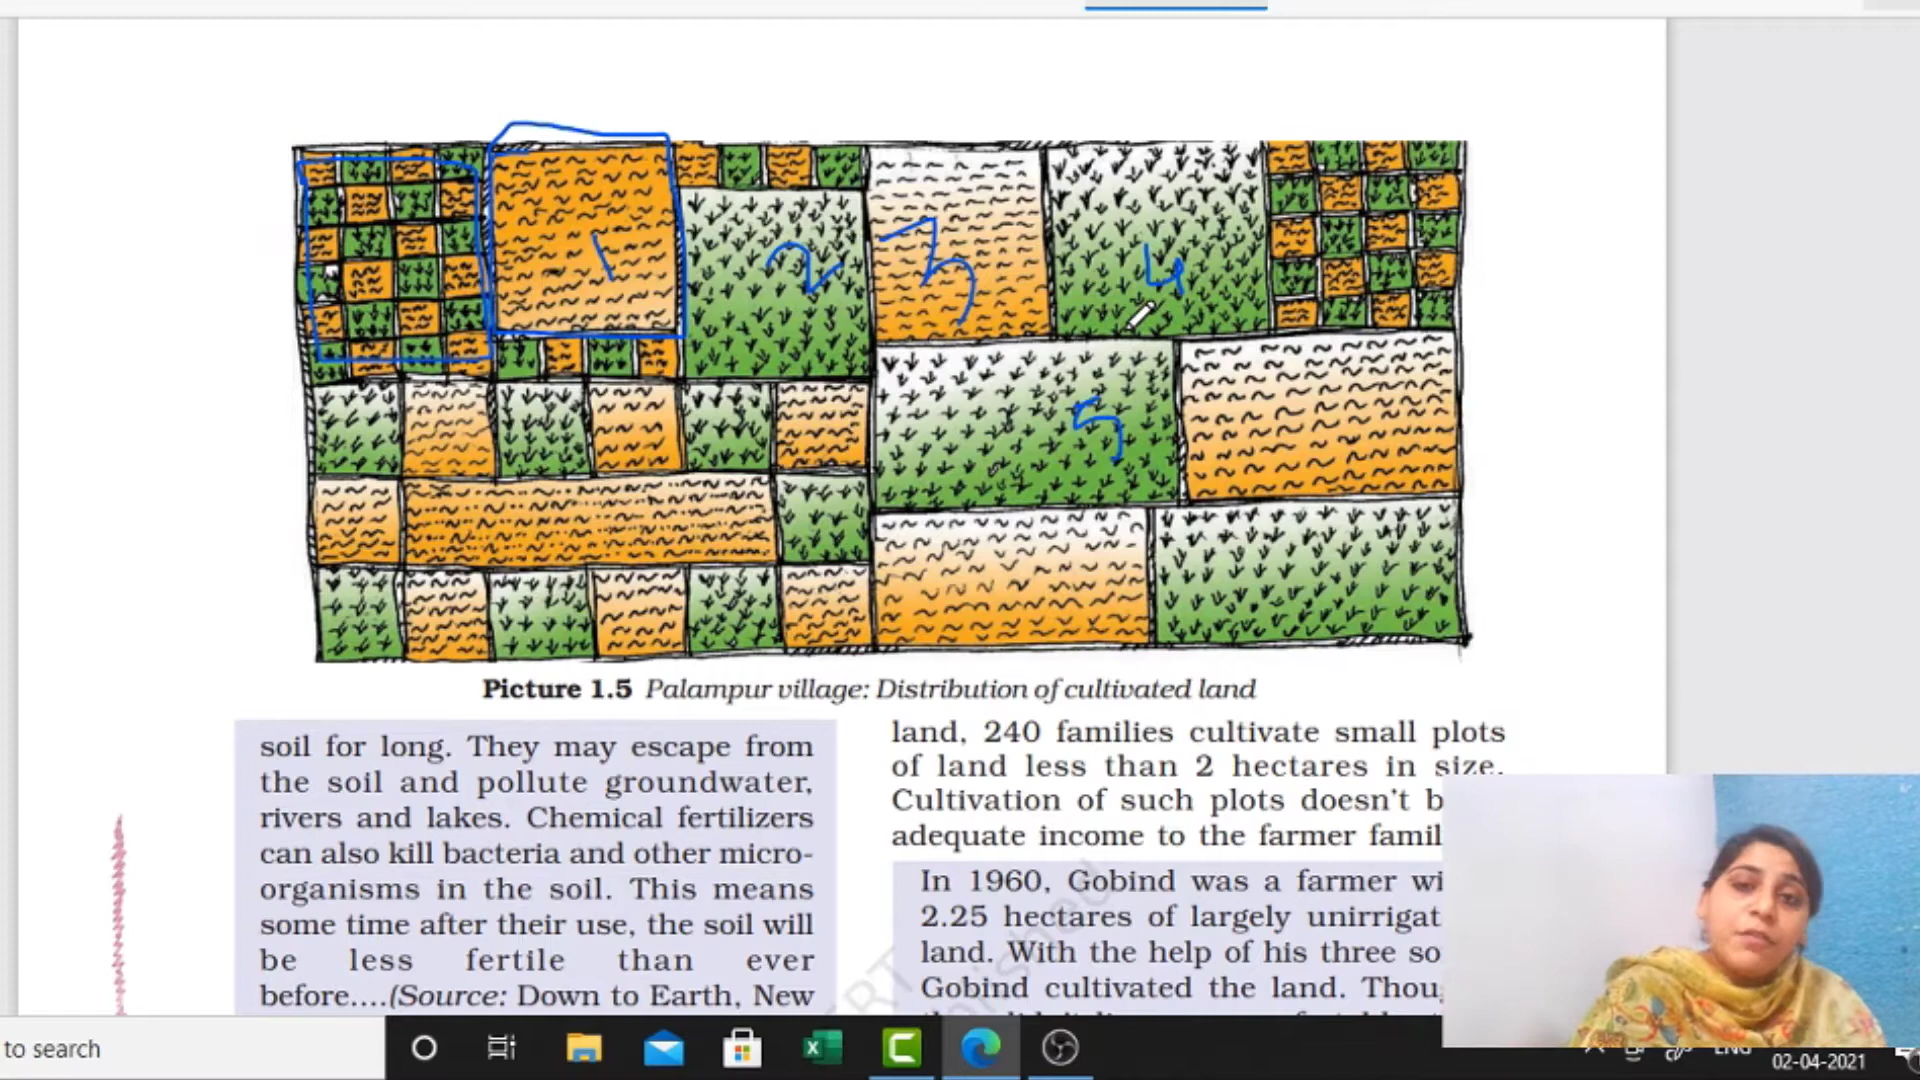 1
2
3
4
5
Picture 1.5 Palampur village: Distribution of cultivated land
soil for long. They may escape from
the soil and pollute groundwater,
rivers and lakes. Chemical fertilizers
can also kill bacteria and other micro-
organisms in the soil. This means
some time after their use, the soil will
be less fertile than ever
before....(Source: Down to Earth, New
land, 240 families cultivate small plots
of land less than 2 hectares in size.
Cultivation of such plots doesn't b
adequate income to the farmer famil
In 1960, Gobind was a farmer wi
2.25 hectares of largely unirrigat
land. With the help of his three so
Gobind cultivated the land. Thou
to search
ENG
02-04-2021